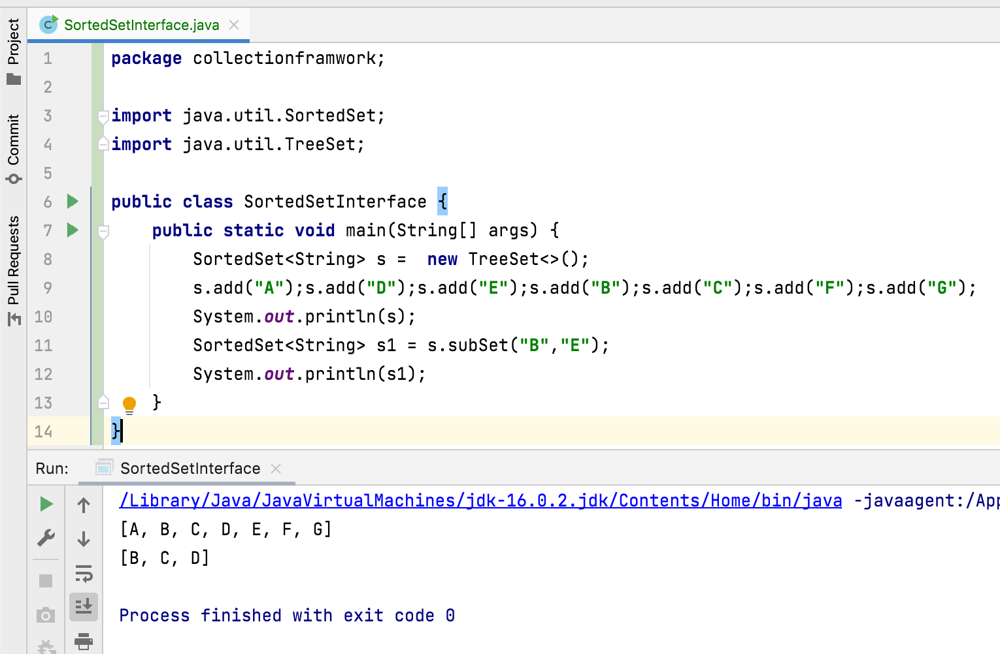 SortedSetInterface.java
Project
Commit
Pull Requests
1 package collectionframwork;
2
3 import java.util.SortedSet;
4 import java.util.TreeSet;
5
6 public class SortedSetInterface {
7 public static void main(String[] args) {
8 SortedSet<String> s =  new TreeSet<>();
9 s.add("A");s.add("D");s.add("E");s.add("B");s.add("C");s.add("F");s.add("G");
10 System.out.println(s);
11 SortedSet<String> s1 = s.subSet("B","E");
12 System.out.println(s1);
13 }
14 }
Run: SortedSetInterface
/Library/Java/JavaVirtualMachines/jdk-16.0.2.jdk/Contents/Home/bin/java -javaagent:/App
[A, B, C, D, E, F, G]
[B, C, D]
Process finished with exit code 0